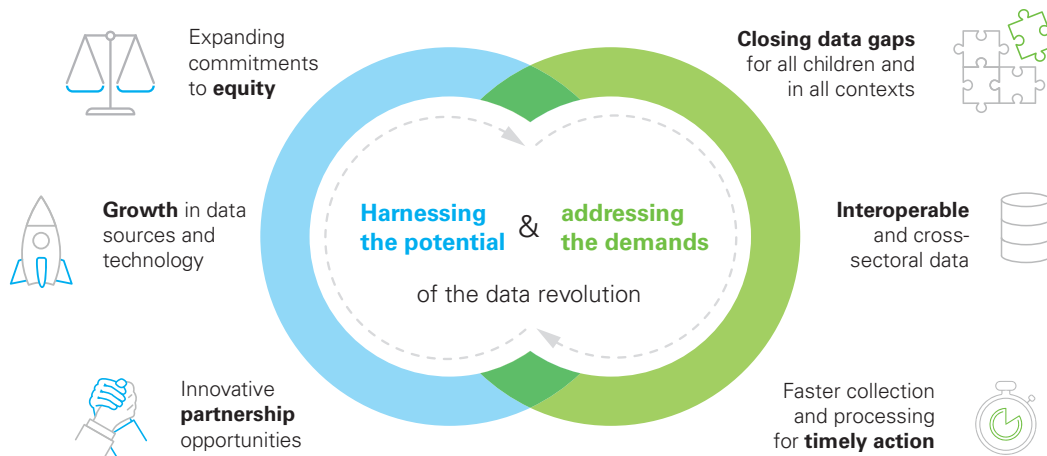 Expanding
commitments
to equity
Growth in data
sources and
technology
Innovative
partnership
opportunities
Harnessing
the potential
&
addressing
the demands
of the data revolution
Closing data gaps
for all children and
in all contexts
Interoperable
and cross-
sectoral data
Faster collection
and processing
for timely action